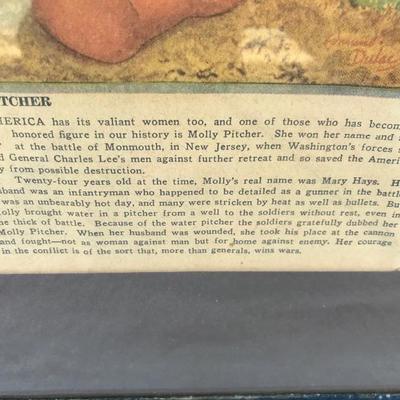 TCHER
MERICA has its valiant women too, and one of those who has becom
honored figure in our history is Molly Pitcher. She won her name and
at the battle of Monmouth, in New Jersey, when Washington's forces s
d General Charles Lee's men against further retreat and so saved the Ameri
y from possible destruction.
Twenty-four years old at the time, Molly's real name was Mary Hays. H
sband was an infantryman who happened to be detailed as a gunner in the battle
was an unbearably hot day, and many were stricken by heat as well as bullets. Bu
olly brought water in a pitcher from a well to the soldiers without rest, even in
he thick of battle. Because of the water pitcher the soldiers gratefully dubbed her
Molly Pitcher. When her husband was wounded, she took his place at the cannon
and fought—not as woman against man but for home against enemy. Her courage
in the conflict is of the sort that, more than generals, wins wars.